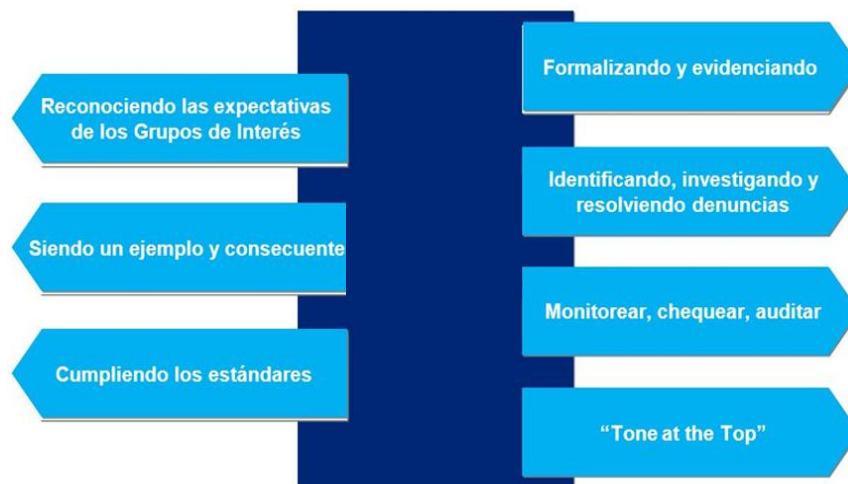 Reconociendo las expectativas
de los Grupos de Interés
Siendo un ejemplo y consecuente
Cumpliendo los estándares
Formalizando y evidenciando
Identificando, investigando y
resolviendo denuncias
Monitorear, chequear, auditar
“Tone at the Top”